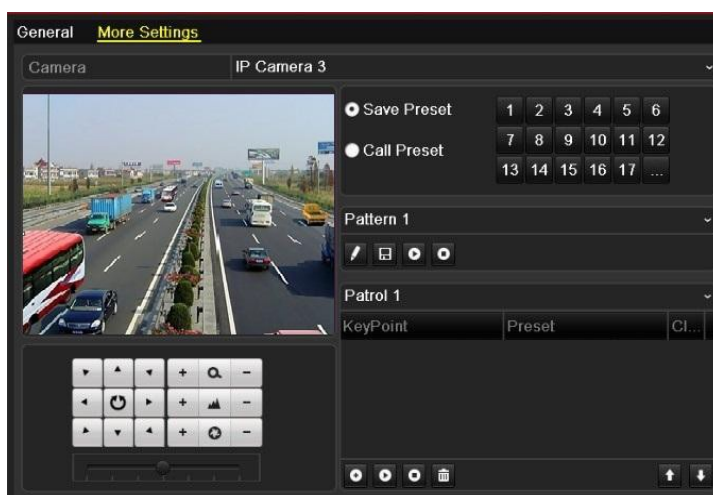 General More Settings
Camera IP Camera 3
Save Preset 1 2 3 4 5 6
Call Preset 7 8 9 10 11 12
13 14 15 16 17 ...
Pattern 1
Patrol 1
KeyPoint Preset Cl...